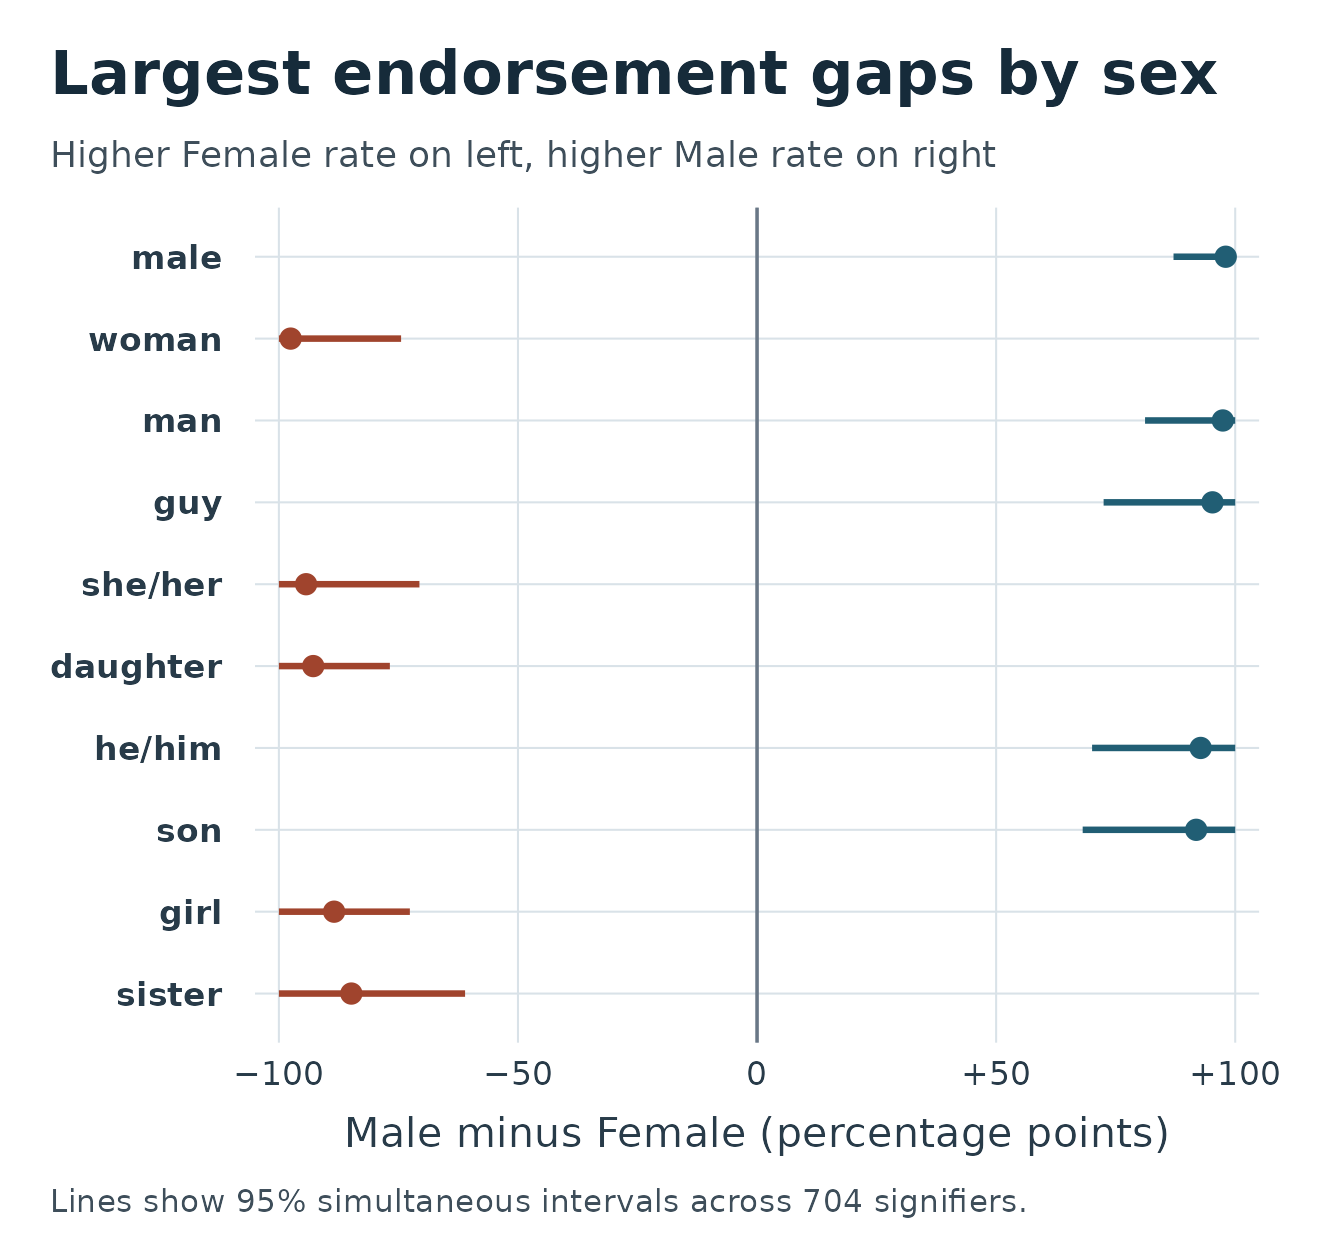 Largest endorsement gaps by sex
Higher Female rate on left, higher Male rate on right
male
woman
man
guy
she/her
daughter
he/him
son
girl
sister
−100 −50 0 +50 +100
Male minus Female (percentage points)
Lines show 95% simultaneous intervals across 704 signifiers.